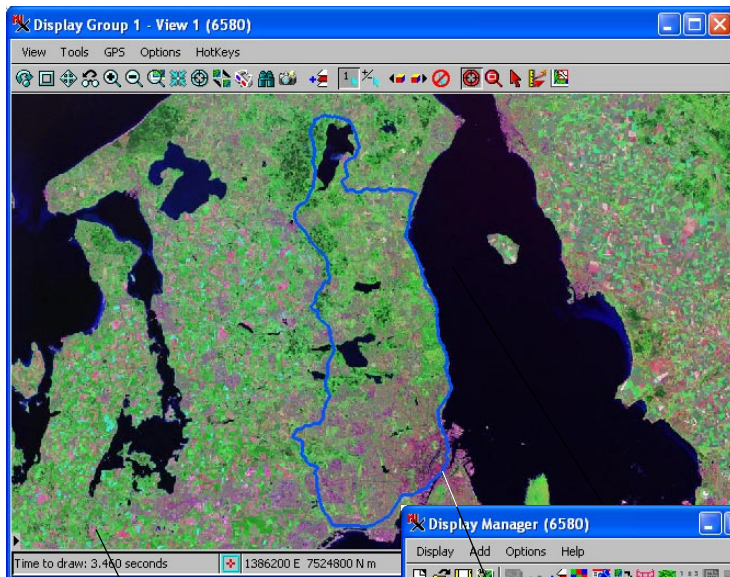 Display Group 1 - View 1 (6580)
View Tools GPS Options HotKeys
Time to draw: 3.460 seconds
1386200 E 7524800 N m
Display Manager (6580)
Display Add Options Help